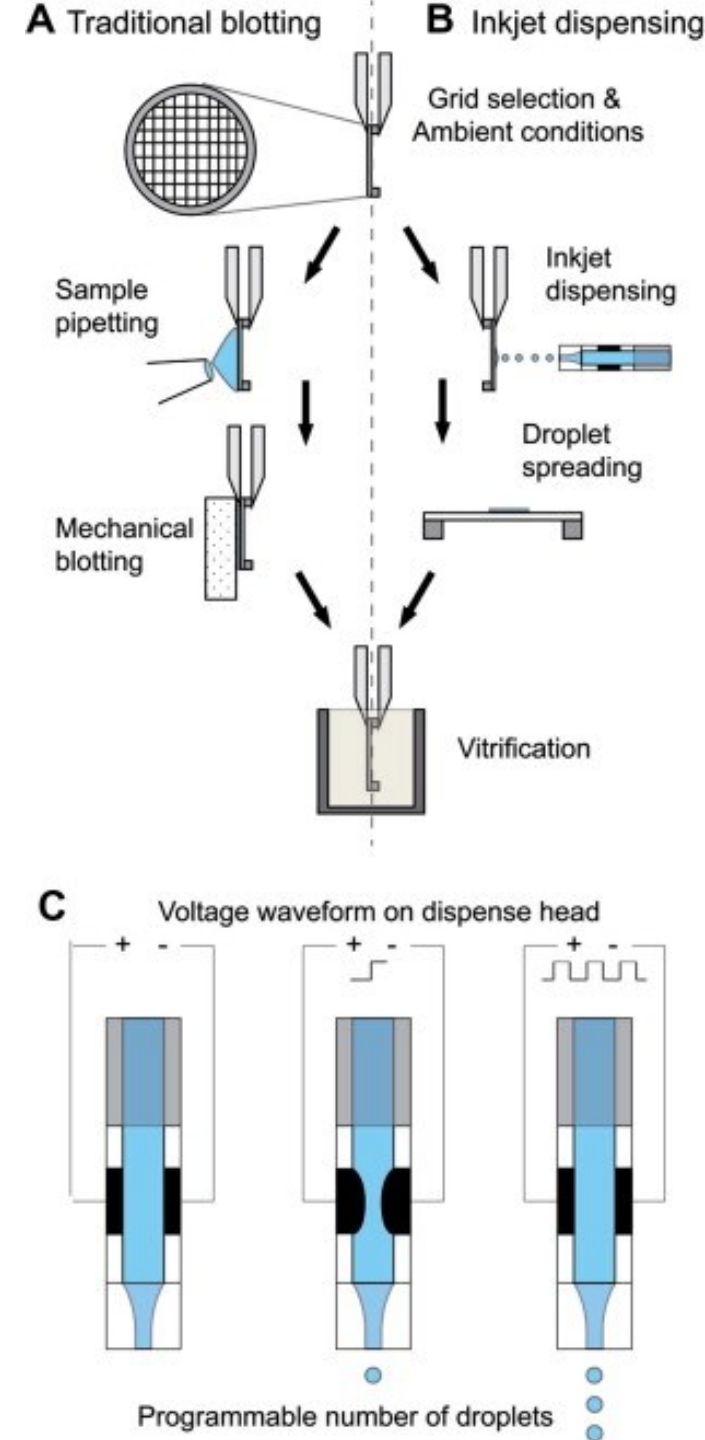 A Traditional blotting
B Inkjet dispensing
Grid selection &
Ambient conditions
Sample
pipetting
Inkjet
dispensing
Mechanical
blotting
Droplet
spreading
Vitrification
C
Voltage waveform on dispense head
+ -
+ -
+ -
Programmable number of droplets